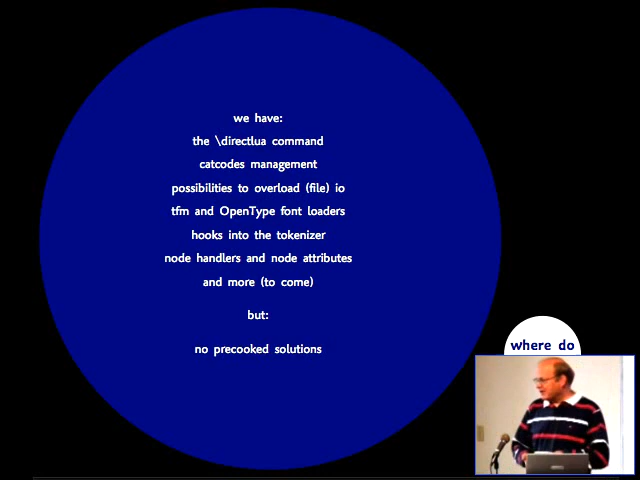 we have:
the \directlua command
catcodes management
possibilities to overload (file) io
tfm and OpenType font loaders
hooks into the tokenizer
node handlers and node attributes
and more (to come)
but:
no precooked solutions
where do